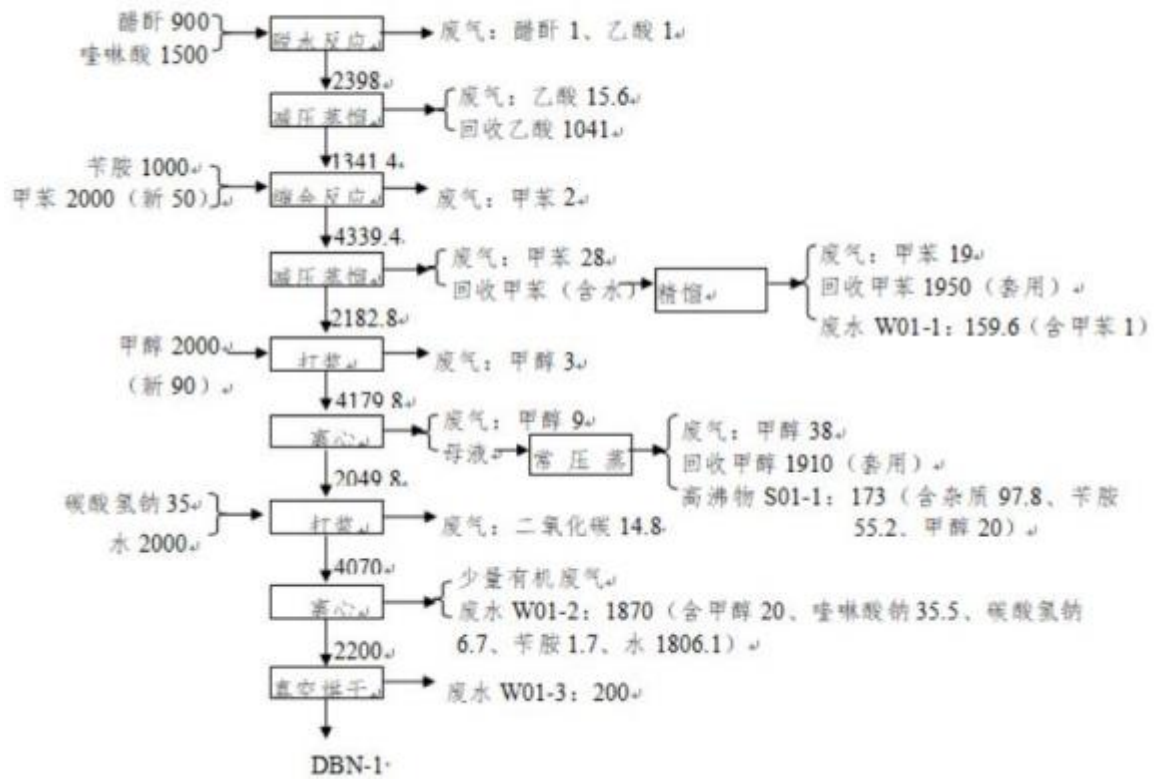 醋酐 900
喹啉酸 1500
脱水反应
废气：醋酐 1、乙酸 1
2398
减压蒸馏
废气：乙酸 15.6
回收乙酸 1041
1341.4
苄胺 1000
甲苯 2000（新 50）
缩合反应
废气：甲苯 2
4339.4
减压蒸馏
废气：甲苯 28
回收甲苯（含水）
精馏
废气：甲苯 19
回收甲苯 1950（套用）
废水 W01-1：159.6（含甲苯 1）
2182.8
甲醇 2000
（新 90）
打浆
废气：甲醇 3
4179.8
离心
废气：甲醇 9
母液
常 压 蒸
废气：甲醇 38
回收甲醇 1910（套用）
高沸物 S01-1：173（含杂质 97.8、苄胺
55.2、甲醇 20）
2049.8
碳酸氢钠 35
水 2000
打浆
废气：二氧化碳 14.8
4070
离心
少量有机废气
废水 W01-2：1870（含甲醇 20、喹啉酸钠 35.5、碳酸氢钠
6.7、苄胺 1.7、水 1806.1）
2200
真空烘干
废水 W01-3：200
DBN-1